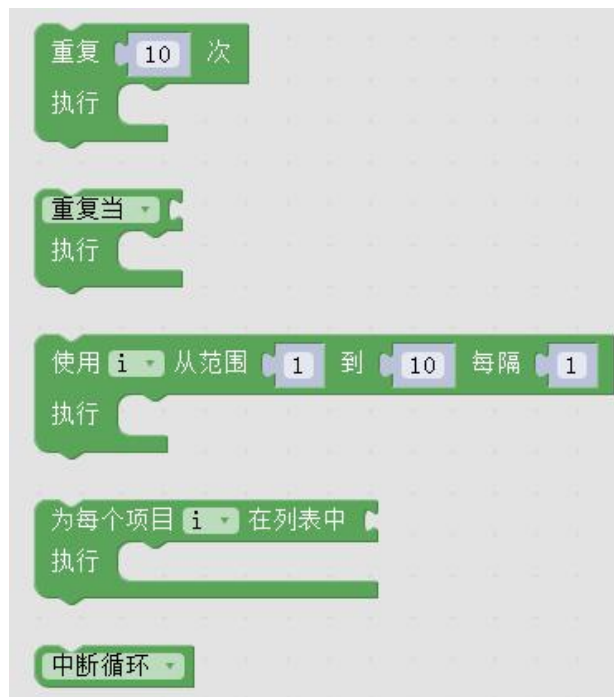 重复 10 次
执行
重复当
执行
使用 i 从范围 1 到 10 每隔 1
执行
为每个项目 i 在列表中
执行
中断循环